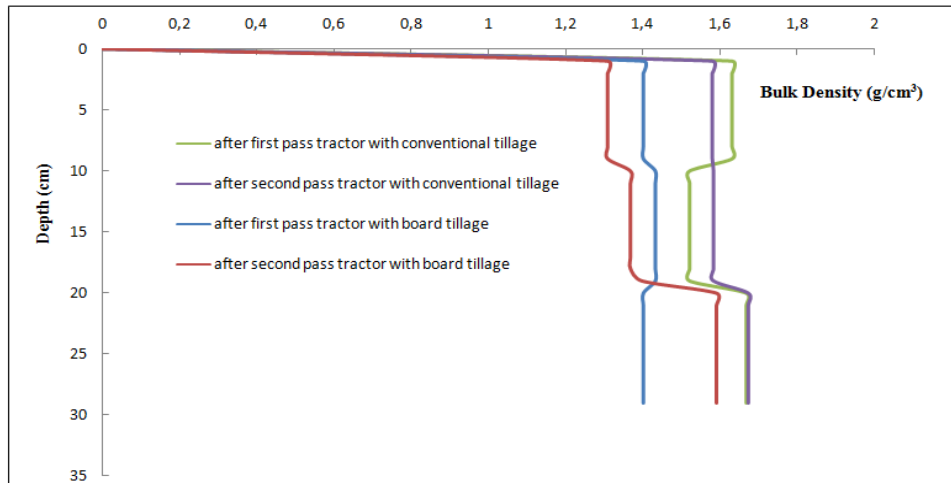 0 0,2 0,4 0,6 0,8 1 1,2 1,4 1,6 1,8 2
0
Bulk Density (g/cm³)
5
after first pass tractor with conventional tillage
10
after second pass tractor with conventional tillage
Depth (cm)
15
after first pass tractor with board tillage
after second pass tractor with board tillage
20
25
30
35